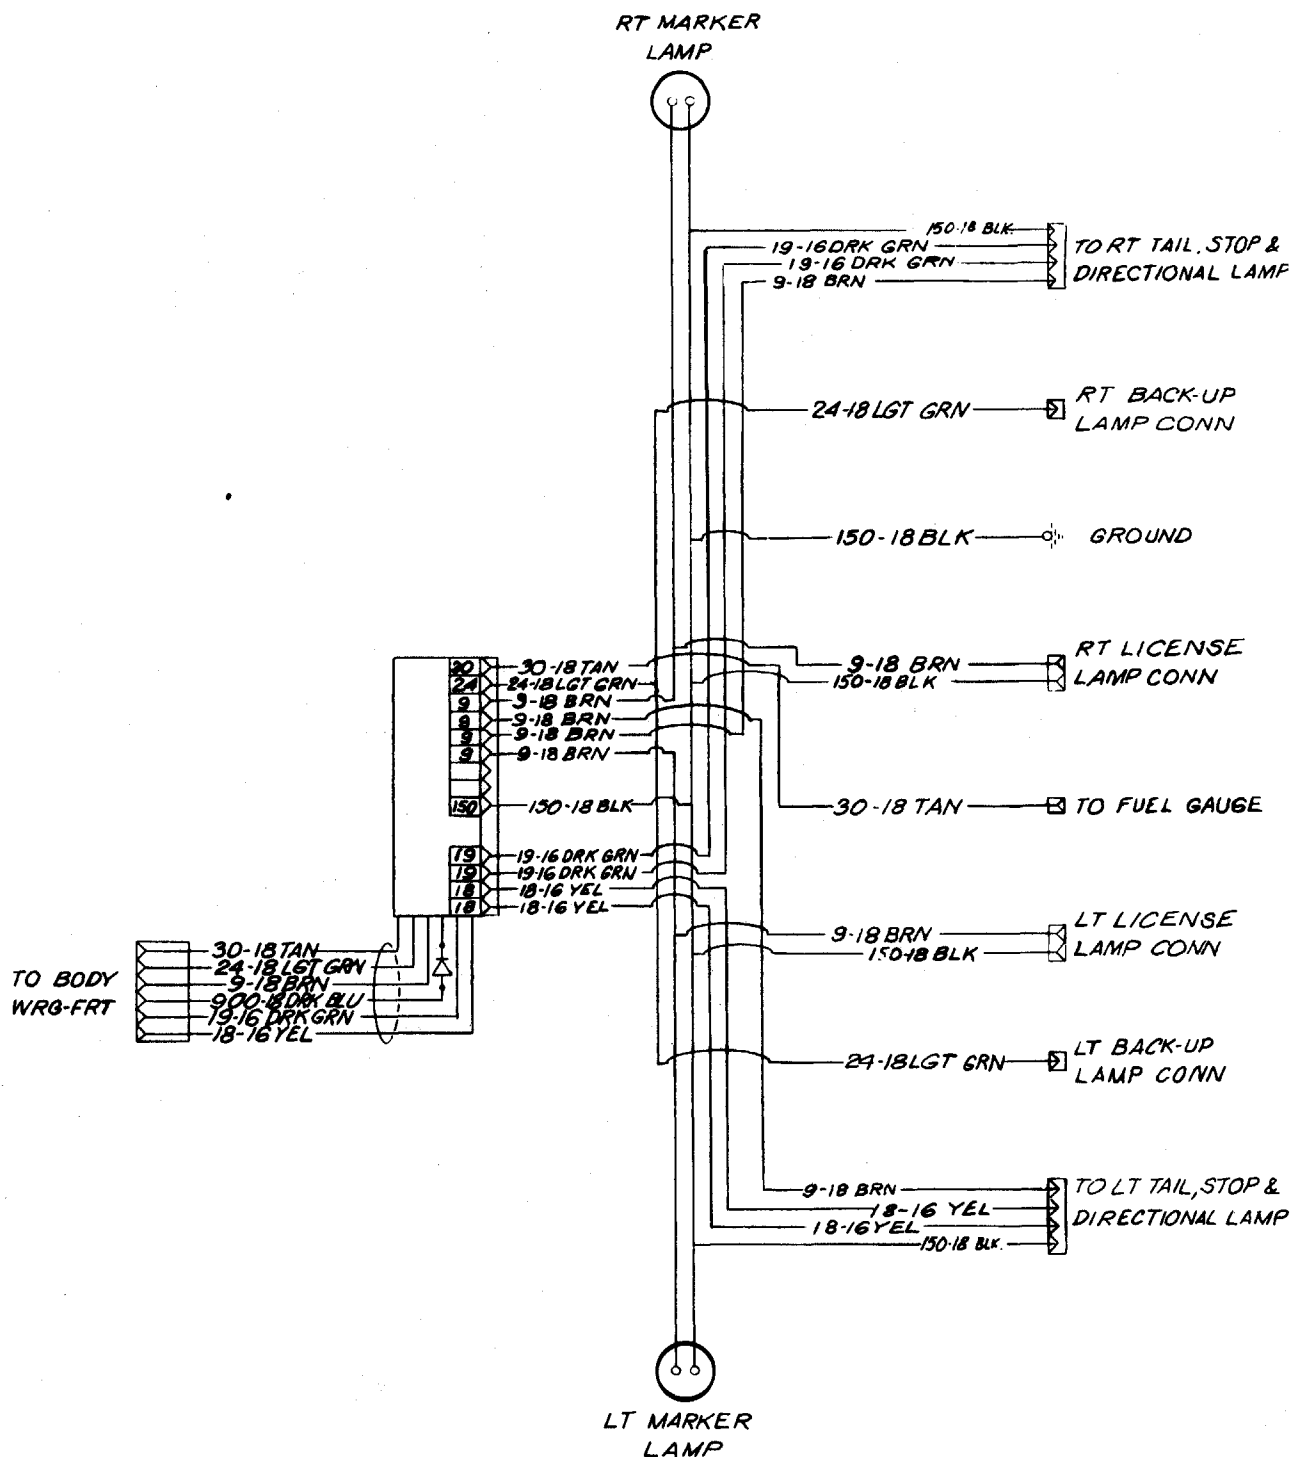 RT MARKER
LAMP
150-18 BLK.
19-16 DRK GRN
19-16 DRK GRN
9-18 BRN
TO RT TAIL, STOP &
DIRECTIONAL LAMP
24-18 LGT GRN
RT BACK-UP
LAMP CONN
150-18 BLK
GROUND
9-18 BRN
150-18 BLK
RT LICENSE
LAMP CONN
30 30-18 TAN
24 24-18 LGT GRN
9 9-18 BRN
9 9-18 BRN
9 9-18 BRN
9 9-18 BRN
150 150-18 BLK
30-18 TAN
TO FUEL GAUGE
19 19-16 DRK GRN
19 19-16 DRK GRN
18 18-16 YEL
18 18-16 YEL
9-18 BRN
150-18 BLK
LT LICENSE
LAMP CONN
TO BODY
WRG-FRT
30-18 TAN
24-18 LGT GRN
9-18 BRN
900-18 DRK BLU
19-16 DRK GRN
18-16 YEL
24-18 LGT GRN
LT BACK-UP
LAMP CONN
9-18 BRN
18-16 YEL
18-16 YEL
150-18 BLK.
TO LT TAIL, STOP &
DIRECTIONAL LAMP
LT MARKER
LAMP